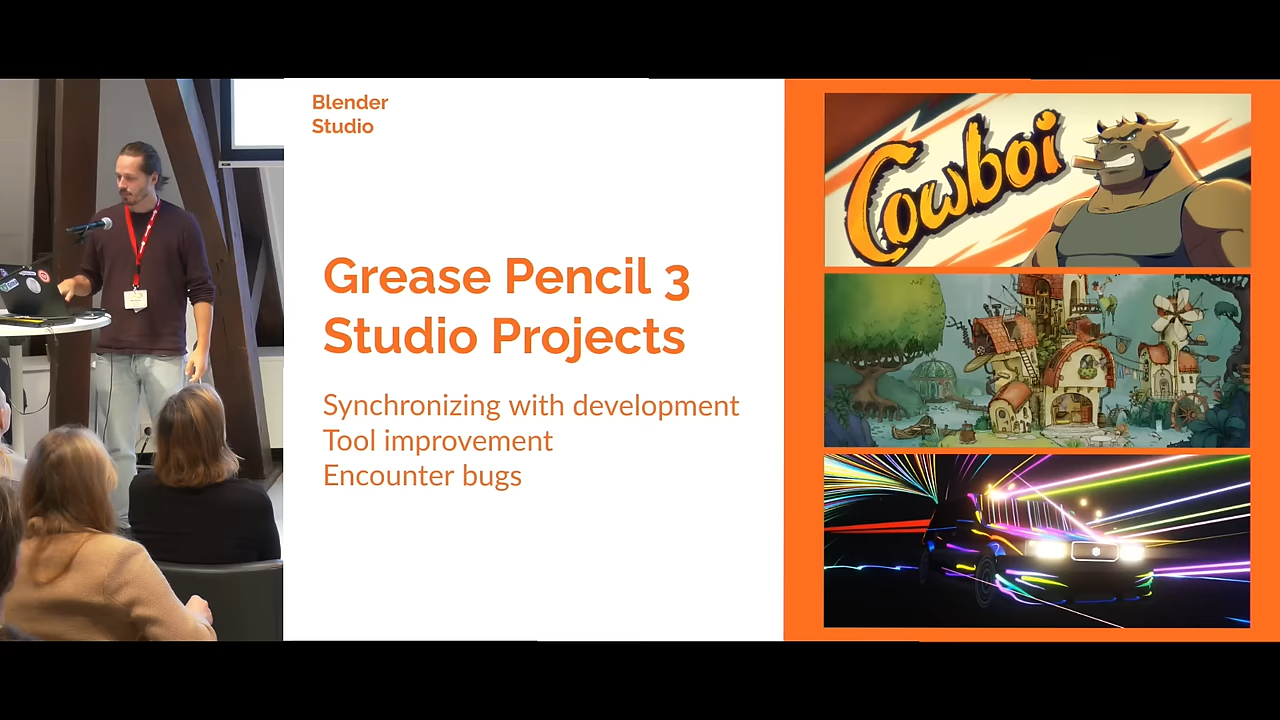 Blender
Studio
Grease Pencil 3
Studio Projects
Synchronizing with development
Tool improvement
Encounter bugs
Cowboi